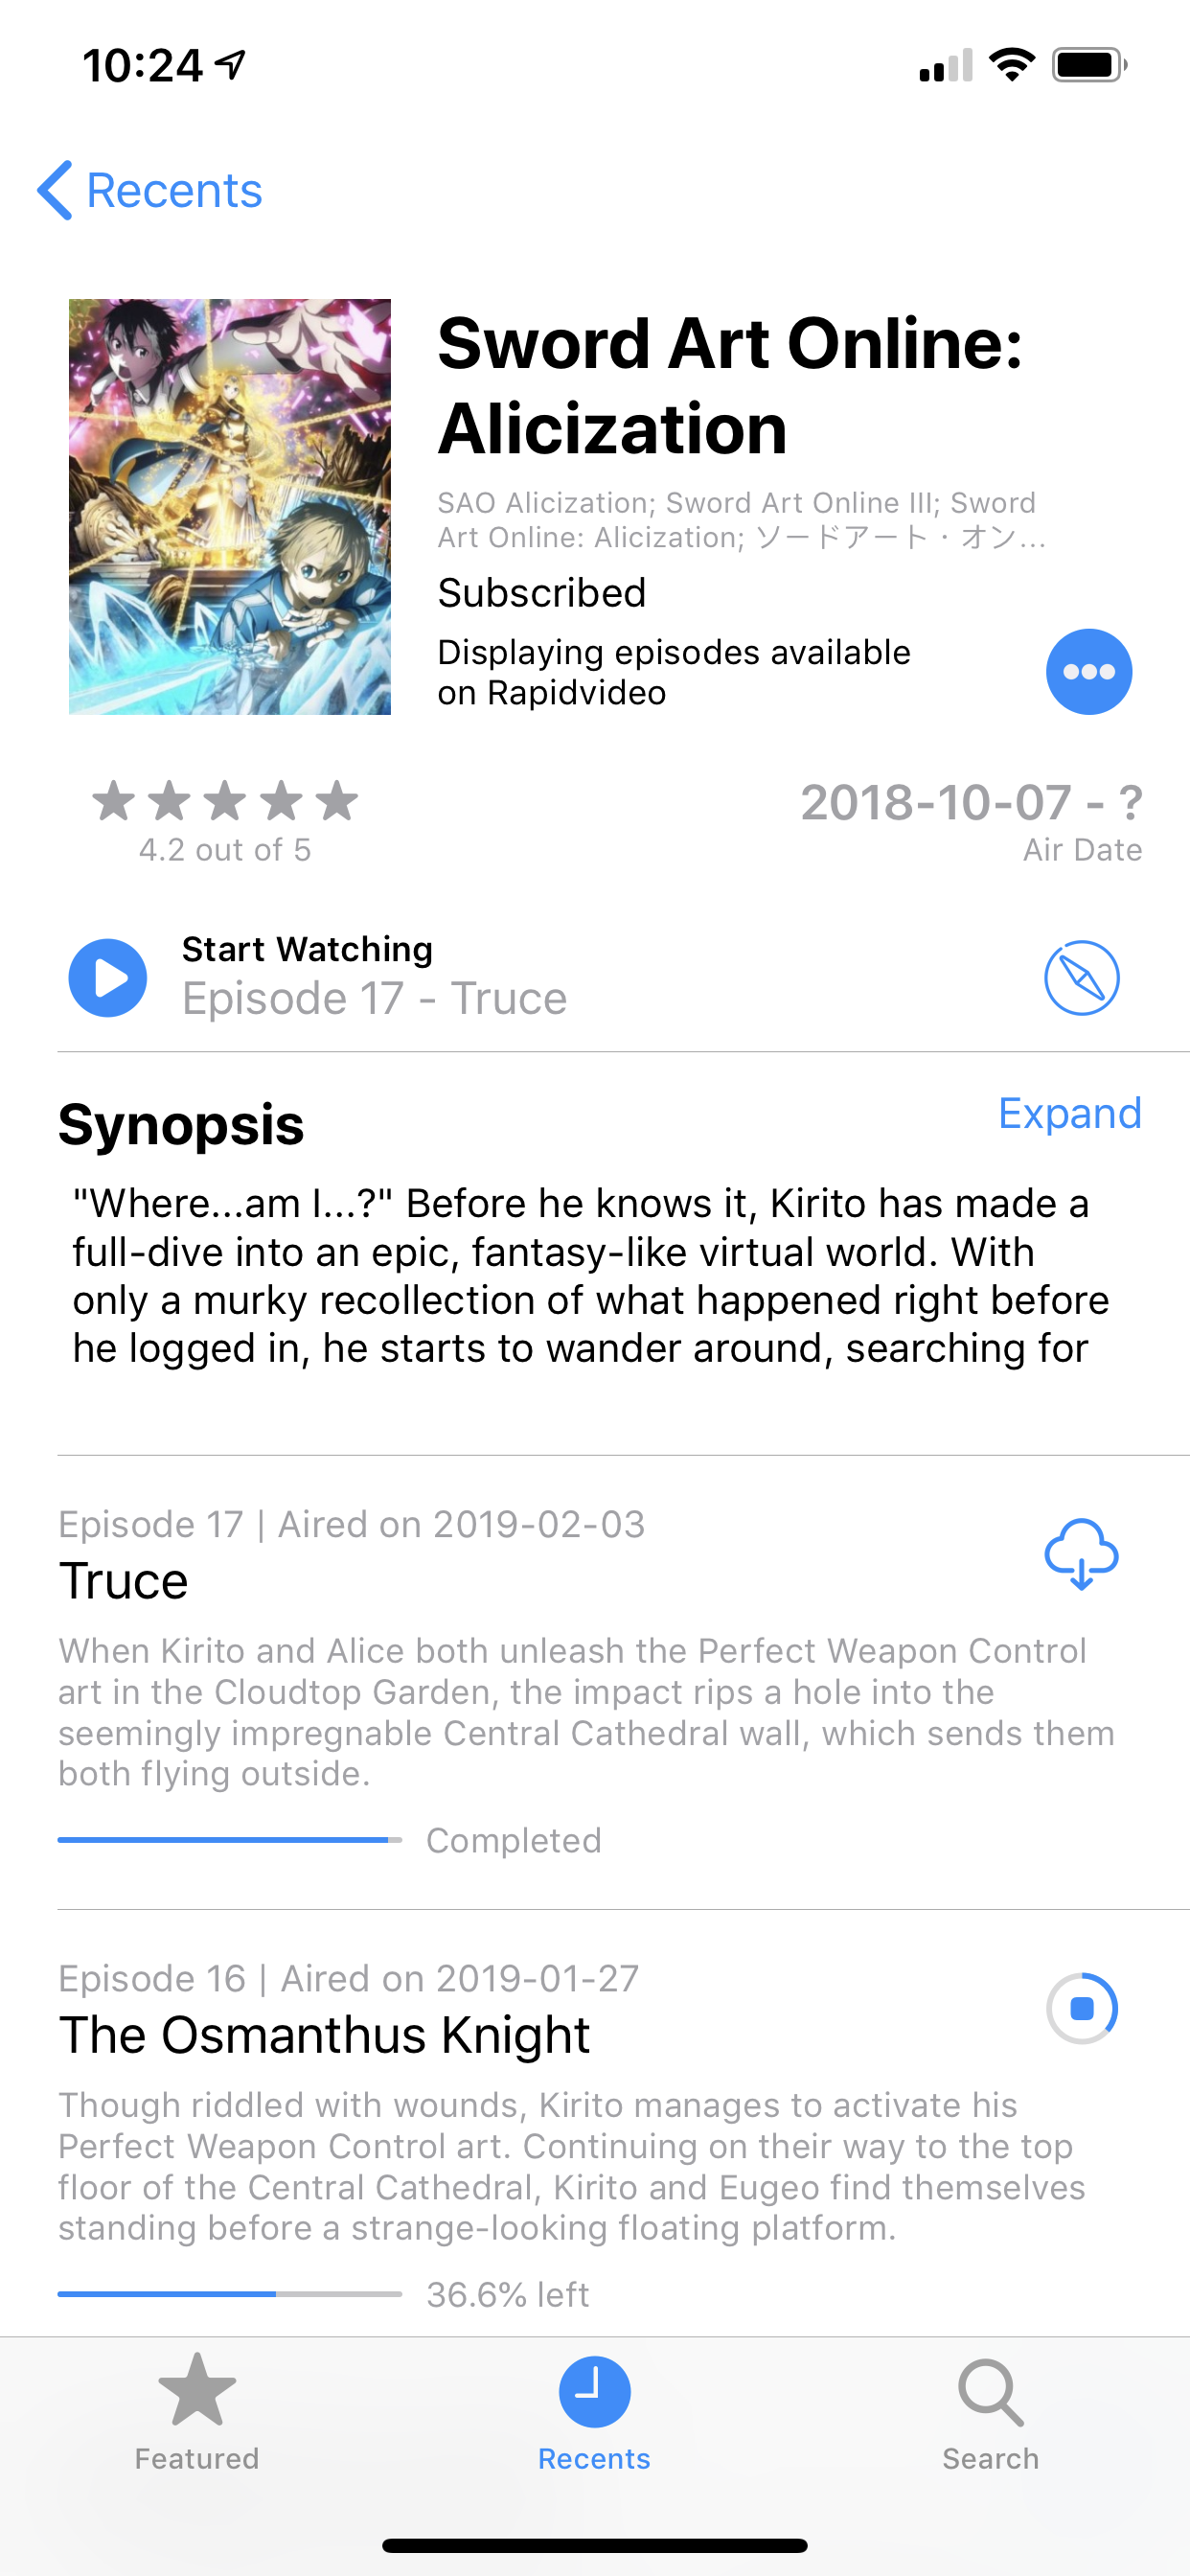 10:24
Recents
Sword Art Online:
Alicization
SAO Alicization; Sword Art Online III; Sword
Art Online: Alicization; ソードアート・オン...
Subscribed
Displaying episodes available
on Rapidvideo
2018-10-07 - ?
4.2 out of 5
Air Date
Start Watching
Episode 17 - Truce
Synopsis
Expand
"Where...am I...?" Before he knows it, Kirito has made a
full-dive into an epic, fantasy-like virtual world. With
only a murky recollection of what happened right before
he logged in, he starts to wander around, searching for
Episode 17 | Aired on 2019-02-03
Truce
When Kirito and Alice both unleash the Perfect Weapon Control
art in the Cloudtop Garden, the impact rips a hole into the
seemingly impregnable Central Cathedral wall, which sends them
both flying outside.
Completed
Episode 16 | Aired on 2019-01-27
The Osmanthus Knight
Though riddled with wounds, Kirito manages to activate his
Perfect Weapon Control art. Continuing on their way to the top
floor of the Central Cathedral, Kirito and Eugeo find themselves
standing before a strange-looking floating platform.
36.6% left
Featured
Recents
Search